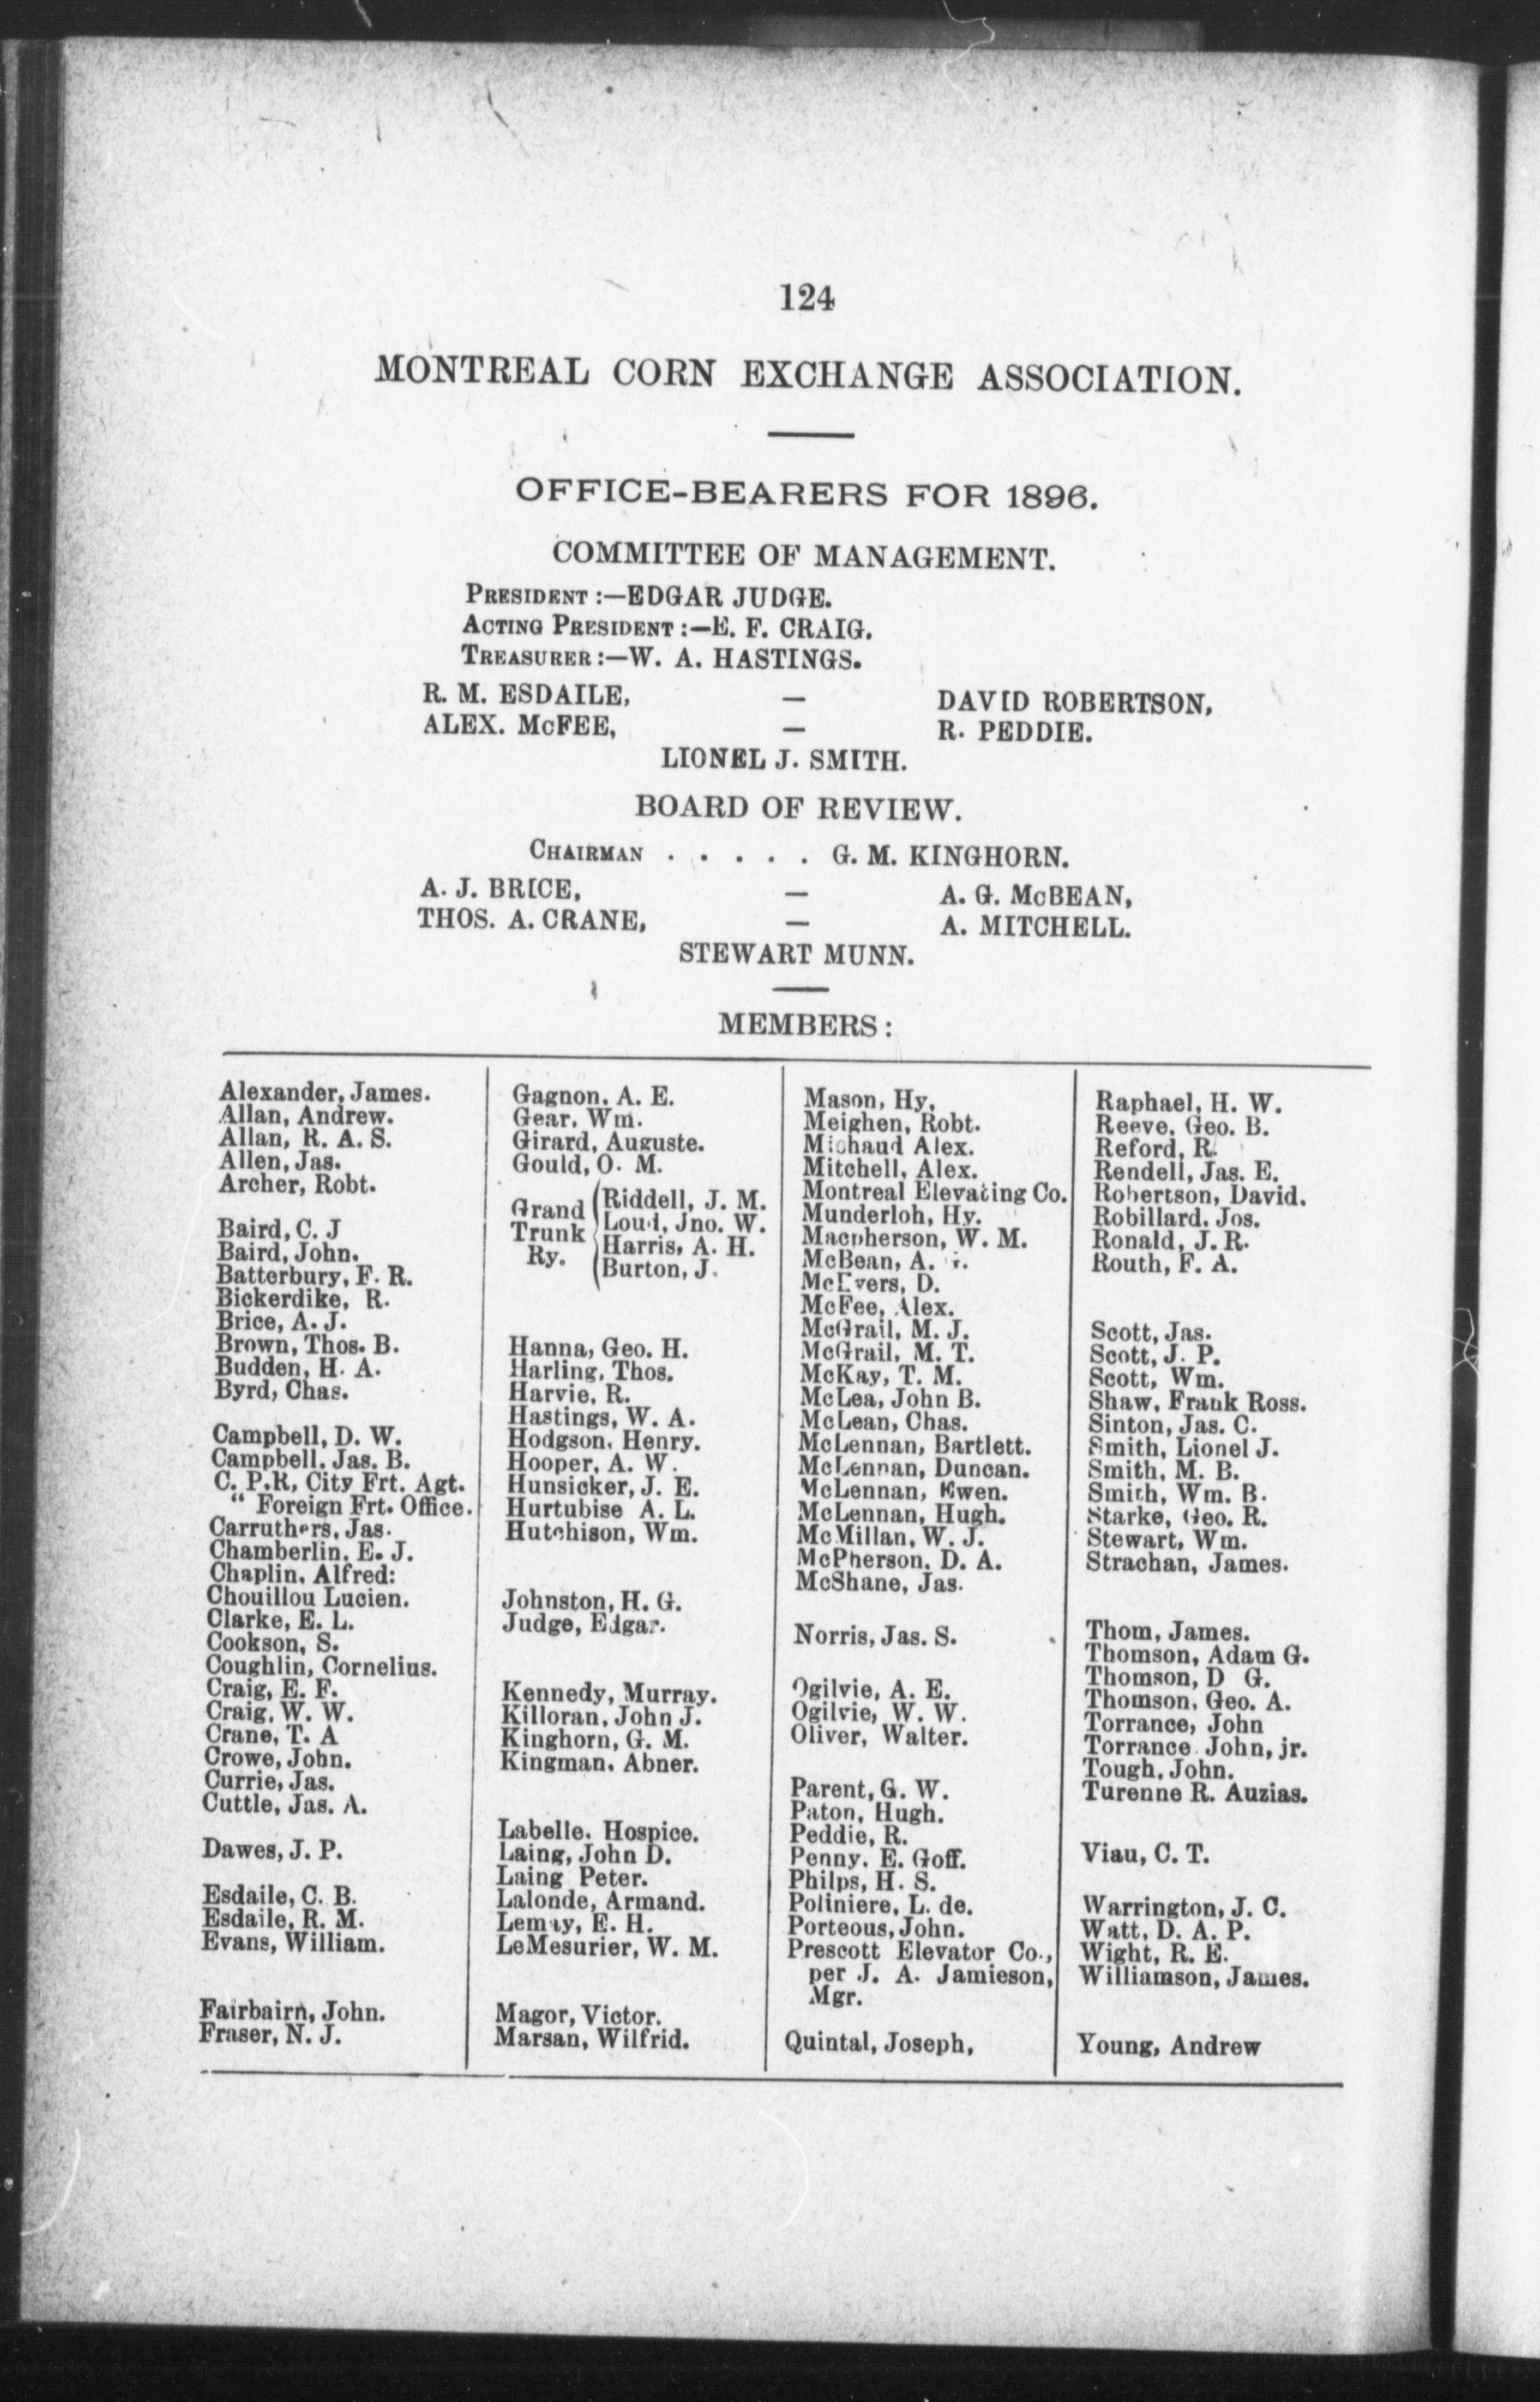 124
MONTREAL CORN EXCHANGE ASSOCIATION.
OFFICE-BEARERS FOR 1896.
COMMITTEE OF MANAGEMENT.
PRESIDENT :—EDGAR JUDGE.
ACTING PRESIDENT :—E. F. CRAIG.
TREASURER :—W. A. HASTINGS.
R. M. ESDAILE, — DAVID ROBERTSON,
ALEX. McFEE, — R. PEDDIE.
LIONEL J. SMITH.
BOARD OF REVIEW.
CHAIRMAN . . . . . G. M. KINGHORN.
A. J. BRICE, — A. G. McBEAN,
THOS. A. CRANE, — A. MITCHELL.
STEWART MUNN.
MEMBERS:
Alexander, James.
Allan, Andrew.
Allan, R. A. S.
Allen, Jas.
Archer, Robt.
Baird, C. J
Baird, John.
Batterbury, F. R.
Bickerdike, R.
Brice, A. J.
Brown, Thos. B.
Budden, H. A.
Byrd, Chas.
Campbell, D. W.
Campbell. Jas. B.
C. P.R, City Frt. Agt.
“ Foreign Frt. Office.
Carruthers, Jas.
Chamberlin, E. J.
Chaplin, Alfred:
Chouillou Lucien.
Clarke, E. L.
Cookson, S.
Coughlin, Cornelius.
Craig, E. F.
Craig, W. W.
Crane, T. A
Crowe, John.
Currie, Jas.
Cuttle, Jas. A.
Dawes, J. P.
Esdaile, C. B.
Esdaile, R. M.
Evans, William.
Fairbairn, John.
Fraser, N. J.
Gagnon, A. E.
Gear, Wm.
Girard, Auguste.
Gould, O. M.
Grand Trunk Ry.
Riddell, J. M.
Loud, Jno. W.
Harris, A. H.
Burton, J.
Hanna, Geo. H.
Harling, Thos.
Harvie, R.
Hastings, W. A.
Hodgson, Henry.
Hooper, A. W.
Hunsicker, J. E.
Hurtubise A. L.
Hutchison, Wm.
Johnston, H. G.
Judge, Edgar.
Kennedy, Murray.
Killoran, John J.
Kinghorn, G. M.
Kingman, Abner.
Labelle. Hospice.
Laing, John D.
Laing Peter.
Lalonde, Armand.
Lemay, E. H.
LeMesurier, W. M.
Magor, Victor.
Marsan, Wilfrid.
Mason, Hy,
Meighen, Robt.
Michaud Alex.
Mitchell, Alex.
Montreal Elevating Co.
Munderloh, Hy.
Macpherson, W. M.
McBean, A.
McEvers, D.
McFee, Alex.
McGrail, M. J.
McGrail, M. T.
McKay, T. M.
McLea, John B.
McLean, Chas.
McLennan, Bartlett.
McLennan, Duncan.
McLennan, Ewen.
McLennan, Hugh.
McMillan, W. J.
McPherson, D. A.
McShane, Jas.
Norris, Jas. S.
Ogilvie, A. E.
Ogilvie, W. W.
Oliver, Walter.
Parent, G. W.
Paton, Hugh.
Peddie, R.
Penny. E. Goff.
Philps, H. S.
Poliniere, L. de.
Porteous, John.
Prescott Elevator Co.,
per J. A. Jamieson,
Mgr.
Quintal, Joseph,
Raphael, H. W.
Reeve, Geo. B.
Reford, R.
Rendell, Jas. E.
Robertson, David.
Robillard. Jos.
Ronald, J. R.
Routh, F. A.
Scott, Jas.
Scott, J. P.
Scott, Wm.
Shaw, Frank Ross.
Sinton, Jas. C.
Smith, Lionel J.
Smith, M. B.
Smith, Wm. B.
Starke, Geo. R.
Stewart, Wm.
Strachan, James.
Thom, James.
Thomson, Adam G.
Thomson, D G.
Thomson, Geo. A.
Torrance, John
Torrance John, jr.
Tough, John.
Turenne R. Auzias.
Viau, C. T.
Warrington, J. C.
Watt, D. A. P.
Wight, R. E.
Williamson, James.
Young, Andrew